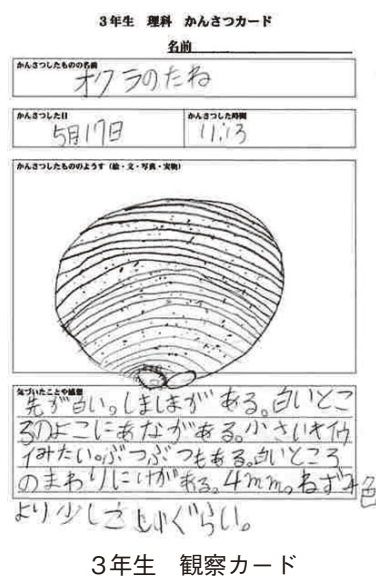 3年生 理科 かんさつカード
名前
かんさつしたものの名前
オクラのたね
かんさつした日
かんさつした時間
5月17日
11:13
かんさつしたもののようす（絵・文・写真・実物）
気づいたことや感想
先が白い。しましまがある。白いとこ
ろのよこにあながある。小さいキイウ
イみたい。ぶつぶつもある。白いところ
のまわりにけがある。4mm。ねずみ色
より少し ぐらい。
3年生 観察カード